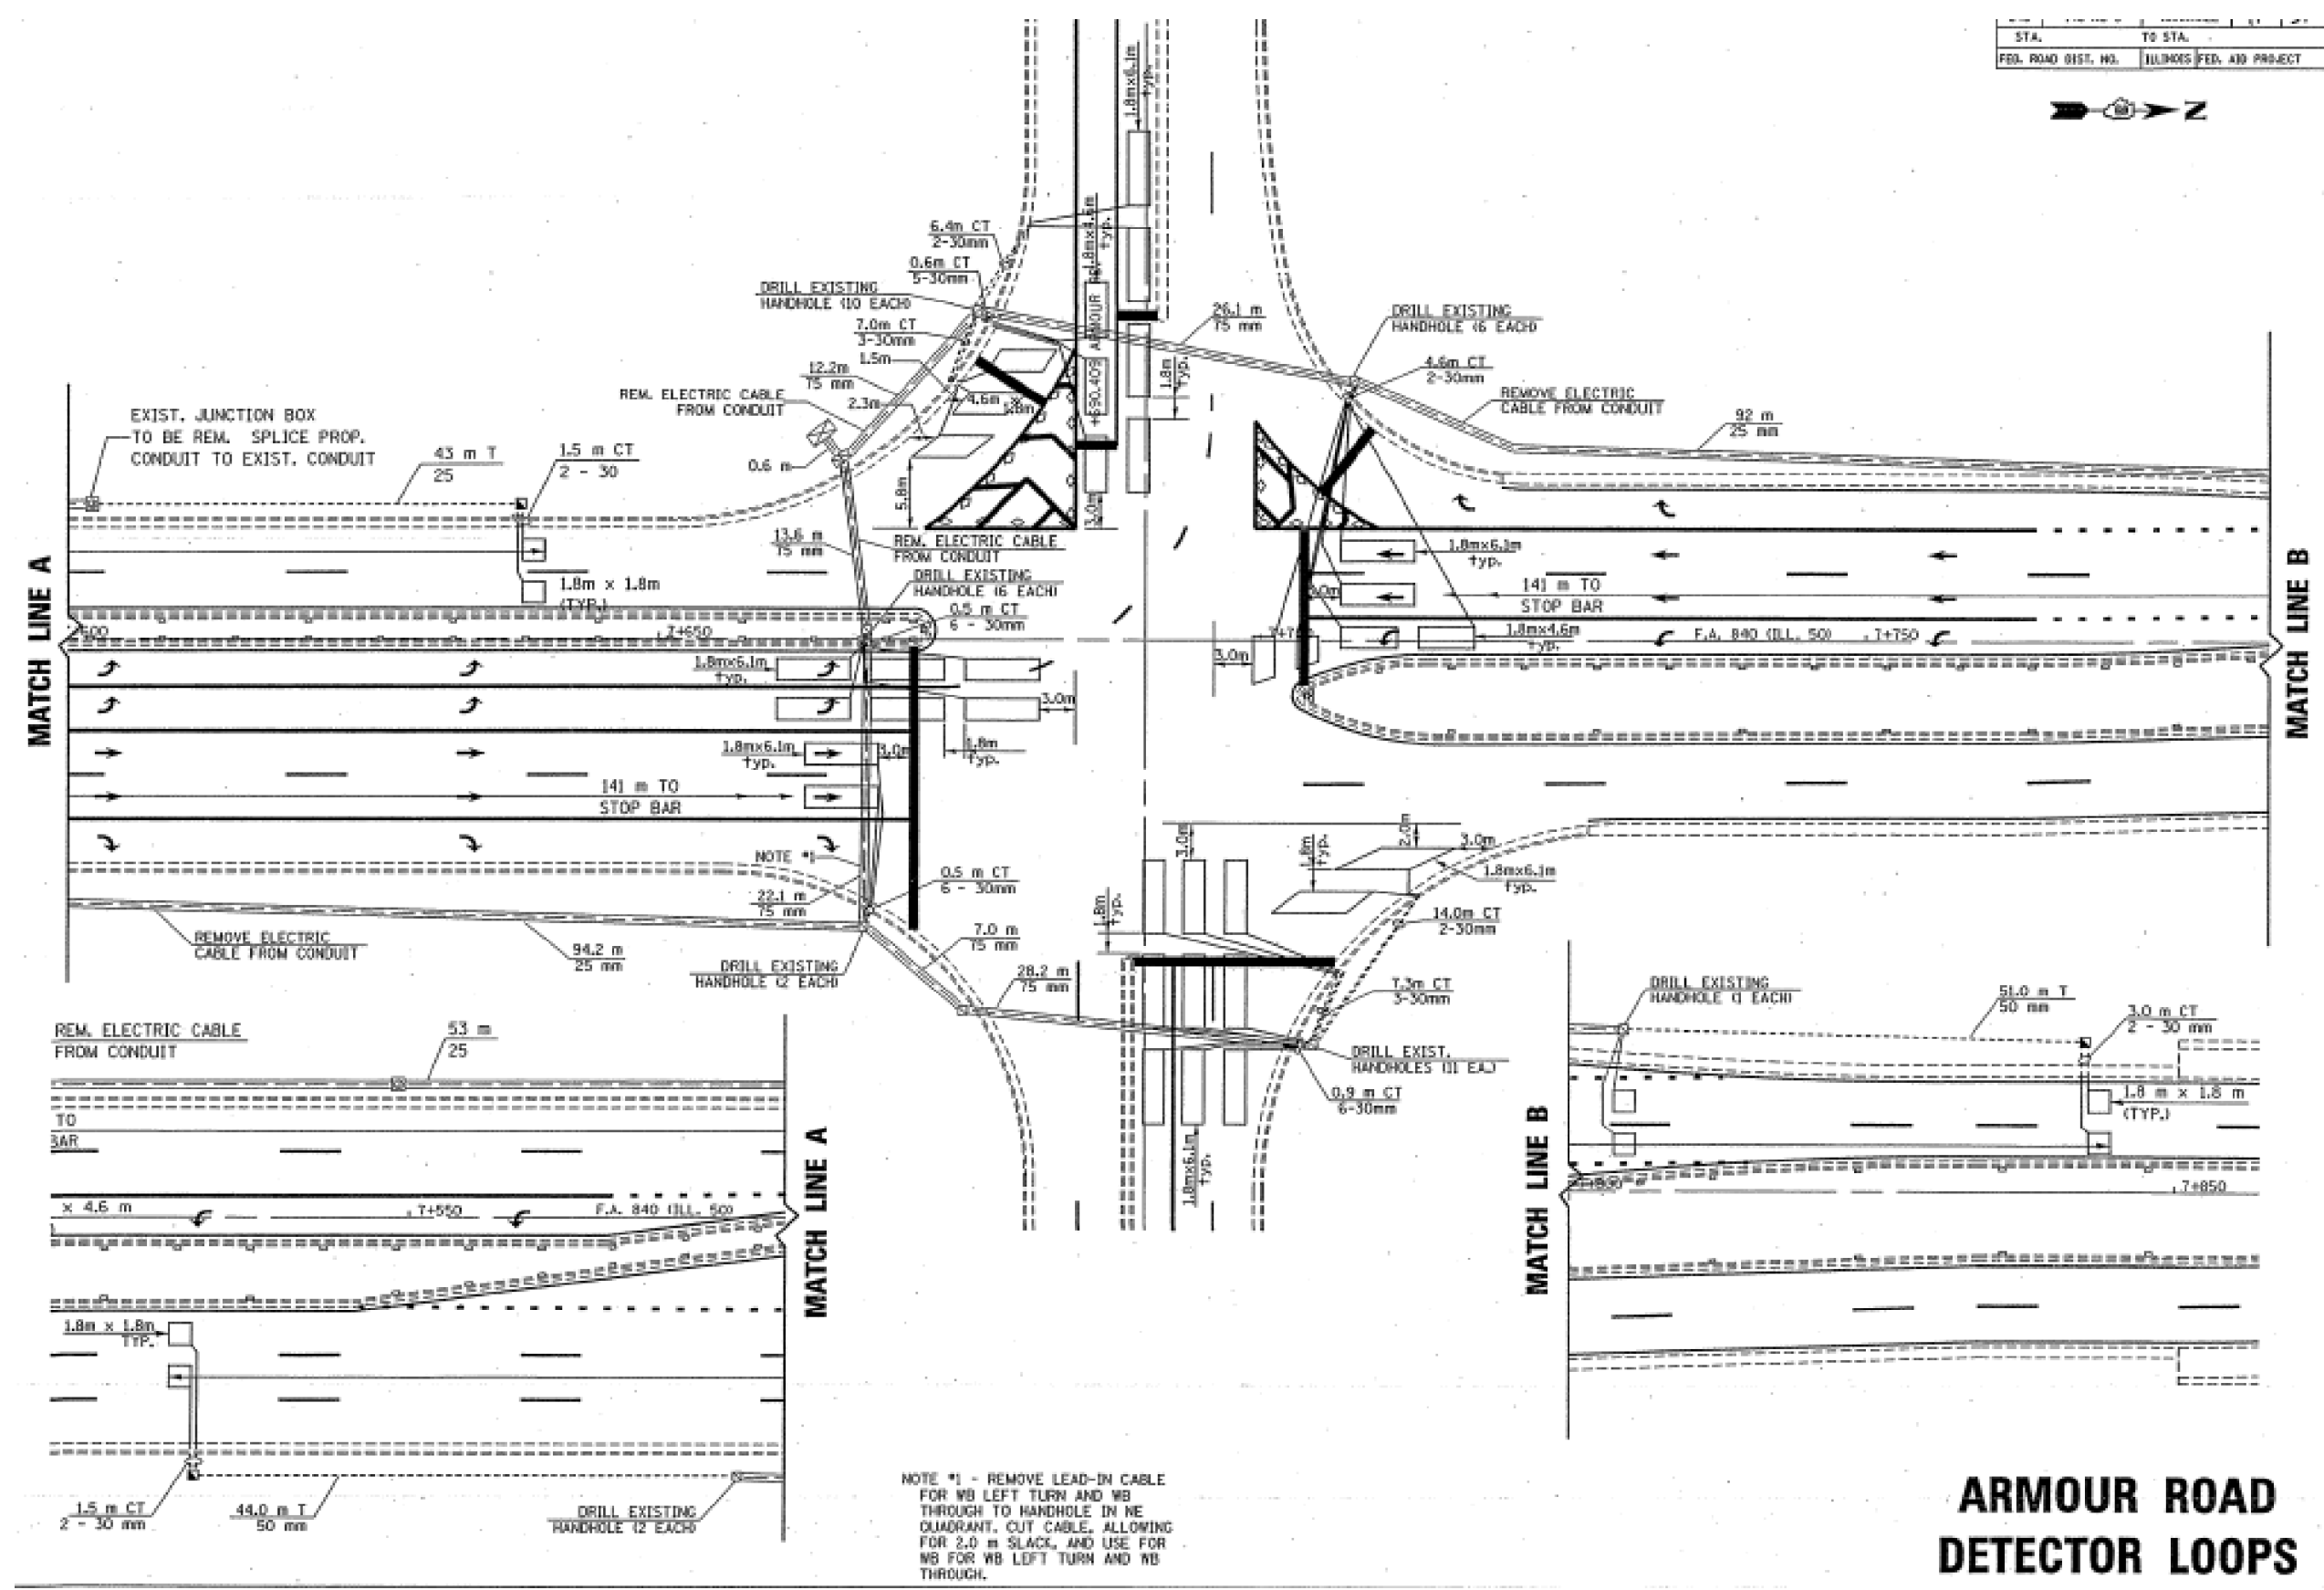 STA.
TO STA.
FED. ROAD DIST. NO.
ILLINOIS
FED. AID PROJECT
N
1.8mx6.1m
typ.
1.8mx4.6m
typ.
6.4m CT
2-30mm
0.6m CT
5-30mm
DRILL EXISTING
HANDHOLE (10 EACH)
7.0m CT
3-30mm
1.5m
12.2m
75 mm
2.3m
4.6m
1.8m
REM. ELECTRIC CABLE
FROM CONDUIT
0.6 m
5.8m
3.0m
+690.409 ARMOUR
1.8m
typ.
26.1 m
75 mm
DRILL EXISTING
HANDHOLE (6 EACH)
4.6m CT
2-30mm
REMOVE ELECTRIC
CABLE FROM CONDUIT
92 m
25 mm
EXIST. JUNCTION BOX
TO BE REM. SPLICE PROP.
CONDUIT TO EXIST. CONDUIT
43 m T
25
1.5 m CT
2 - 30
13.6 m
75 mm
REM. ELECTRIC CABLE
FROM CONDUIT
DRILL EXISTING
HANDHOLE (6 EACH)
0.5 m CT
6 - 30mm
1.8m x 1.8m
(TYP.)
MATCH LINE A
7+650
1.8mx6.1m
typ.
3.0m
1.8m
typ.
1.8mx6.1m
typ.
3.0m
141 m TO
STOP BAR
1.8mx6.1m
typ.
141 m TO
STOP BAR
3.0m
1.8mx4.6m
typ.
F.A. 840 (ILL. 50)
7+750
MATCH LINE B
NOTE *1
22.1 m
75 mm
0.5 m CT
6 - 30mm
REMOVE ELECTRIC
CABLE FROM CONDUIT
94.2 m
25 mm
DRILL EXISTING
HANDHOLE (2 EACH)
7.0 m
75 mm
28.2 m
75 mm
3.0m
1.8m
typ.
1.8m
typ.
2.0m
3.0m
1.8mx6.1m
typ.
14.0m CT
2-30mm
7.3m CT
3-30mm
DRILL EXIST.
HANDHOLES (11 EA.)
0.9 m CT
6-30mm
1.8mx6.1m
typ.
REM. ELECTRIC CABLE
FROM CONDUIT
53 m
25
TO
BAR
x 4.6 m
7+550
F.A. 840 (ILL. 50)
MATCH LINE A
1.8m x 1.8m
TYP.
1.5 m CT
2 - 30 mm
44.0 m T
50 mm
DRILL EXISTING
HANDHOLE (2 EACH)
DRILL EXISTING
HANDHOLE (1 EACH)
51.0 m T
50 mm
3.0 m CT
2 - 30 mm
1.8 m x 1.8 m
(TYP.)
MATCH LINE B
7+850
NOTE *1 - REMOVE LEAD-IN CABLE
FOR WB LEFT TURN AND WB
THROUGH TO HANDHOLE IN NE
QUADRANT. CUT CABLE, ALLOWING
FOR 2.0 m SLACK, AND USE FOR
WB FOR WB LEFT TURN AND WB
THROUGH.
ARMOUR ROAD
DETECTOR LOOPS